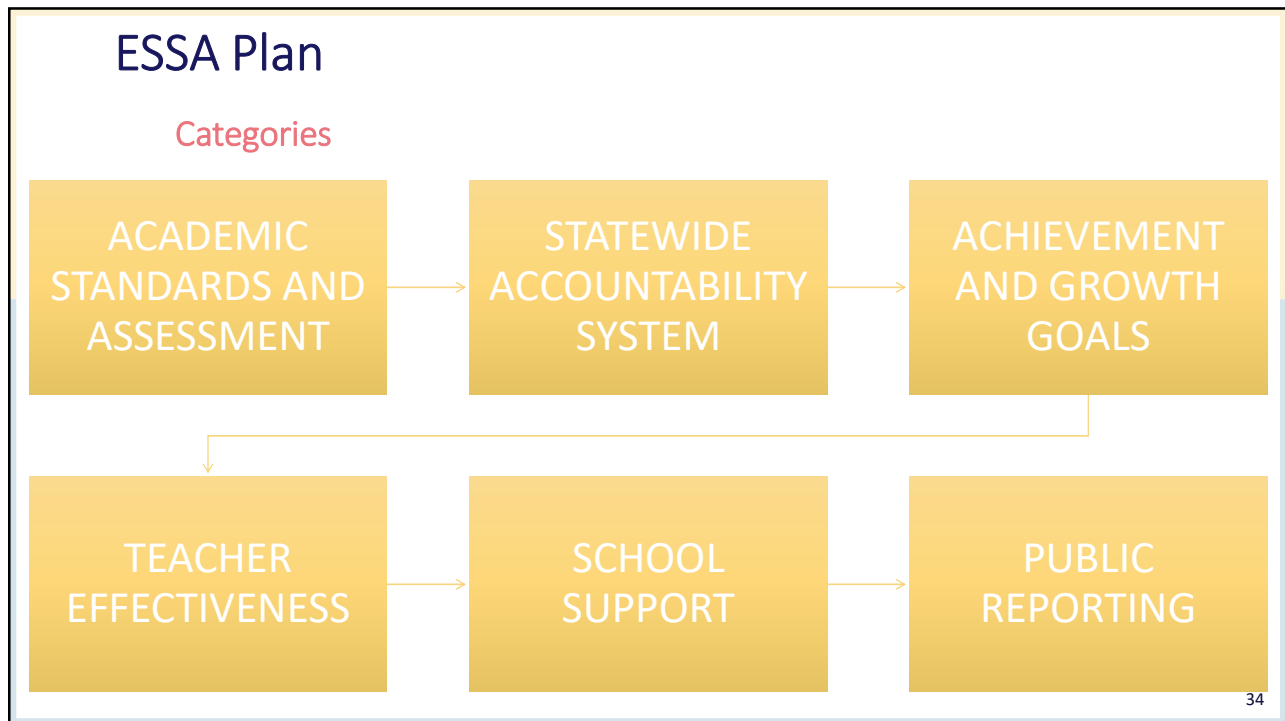 ESSA Plan
Categories
ACADEMIC
STANDARDS AND
ASSESSMENT
STATEWIDE
ACCOUNTABILITY
SYSTEM
ACHIEVEMENT
AND GROWTH
GOALS
TEACHER
EFFECTIVENESS
SCHOOL
SUPPORT
PUBLIC
REPORTING
34